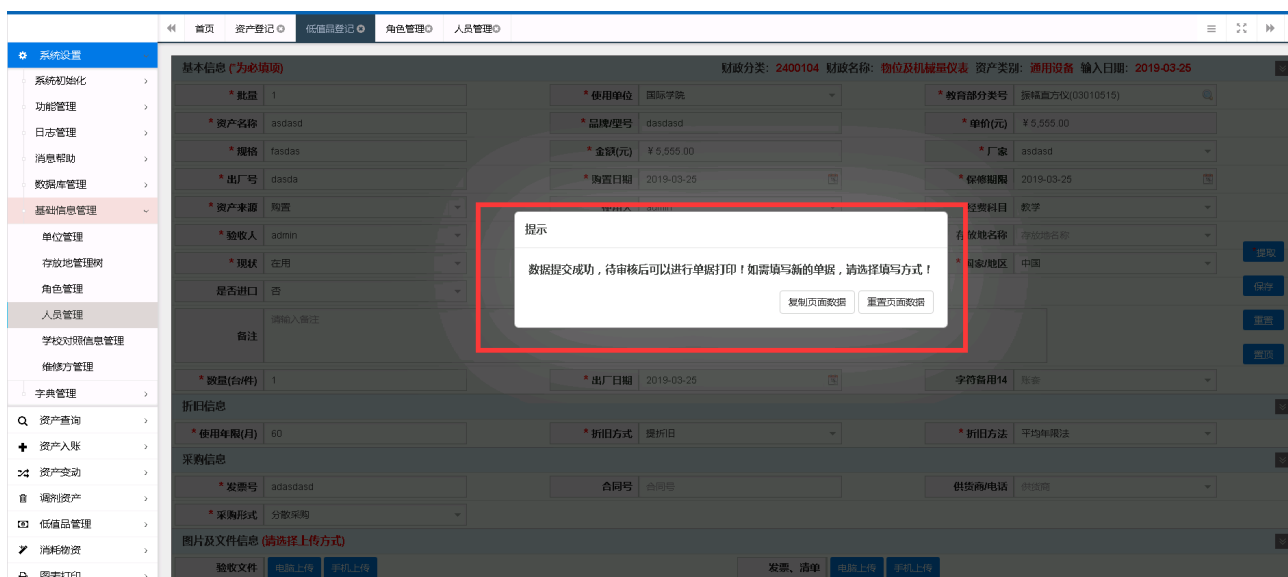 首页 资产登记 低值品登记 角色管理 人员管理
系统设置
系统初始化
功能管理
日志管理
消息帮助
数据库管理
基础信息管理
单位管理
存放地管理树
角色管理
人员管理
学校对照信息管理
维修方管理
字典管理
资产查询
资产入账
资产变动
调剂资产
低值品管理
消耗物资
图表打印
基本信息 (*为必填项) 财政分类：2400104 财政名称：物位及机械量仪表 资产类别：通用设备 输入日期：2019-03-25
* 批量 1 * 使用单位 国际学院 * 教育部分类号 振幅直方仪(03010515)
* 资产名称 asdasd * 品牌/型号 dasdasd * 单价(元) ¥ 5,555.00
* 规格 fasdas * 金额(元) ¥ 5,555.00 * 厂家 asdasd
* 出厂号 dasda * 购置日期 2019-03-25 * 保修期限 2019-03-25
* 资产来源 购置 使用人 admin 经费科目 教学
* 验收人 admin 存放地名称 存放地名称
* 现状 在用 * 国家/地区 中国
是否进口 否
备注 请输入备注
* 数量(台/件) 1 * 出厂日期 2019-03-25 字符备用14
提示
数据提交成功，待审核后可以进行单据打印！如需填写新的单据，请选择填写方式！
复制页面数据 重置页面数据
*提取
保存
重置
置顶
折旧信息
* 使用年限(月) 60 * 折旧方式 提折旧 * 折旧方法 平均年限法
采购信息
* 发票号 adasdasd 合同号 合同号 供货商/电话 供货商
* 采购形式 分散采购
图片及文件信息 (请选择上传方式)
验收文件 电脑上传 手机上传 发票、清单 电脑上传 手机上传